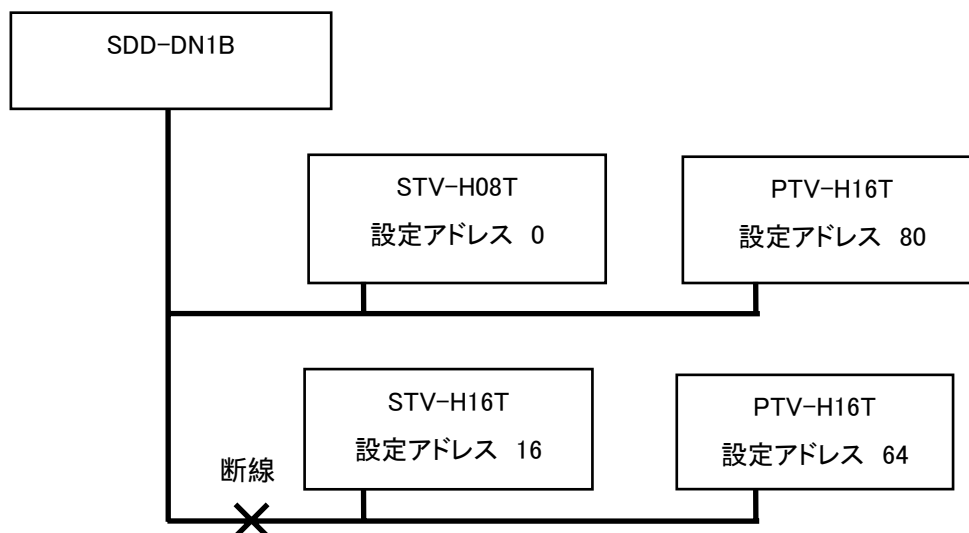 SDD-DN1B
STV-H08T
設定アドレス 0
PTV-H16T
設定アドレス 80
STV-H16T
設定アドレス 16
PTV-H16T
設定アドレス 64
断線